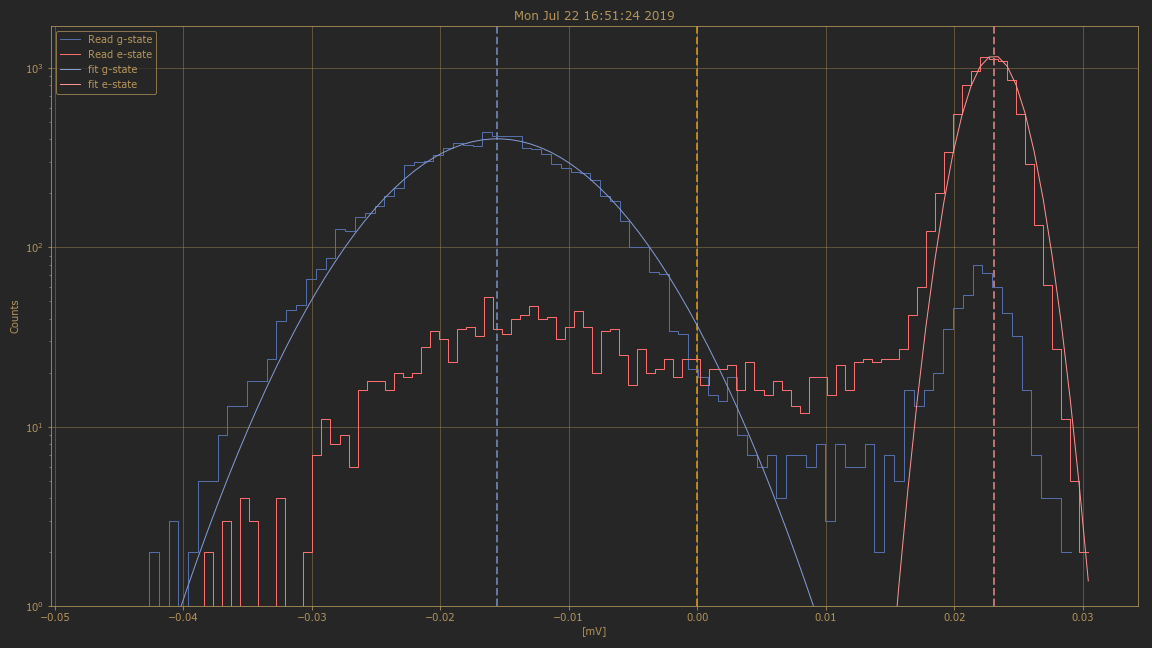 Mon Jul 22 16:51:24 2019
Read g-state
Read e-state
fit g-state
fit e-state
10³
10²
10¹
10⁰
Counts
−0.05 −0.04 −0.03 −0.02 −0.01 0.00 0.01 0.02 0.03
[mV]